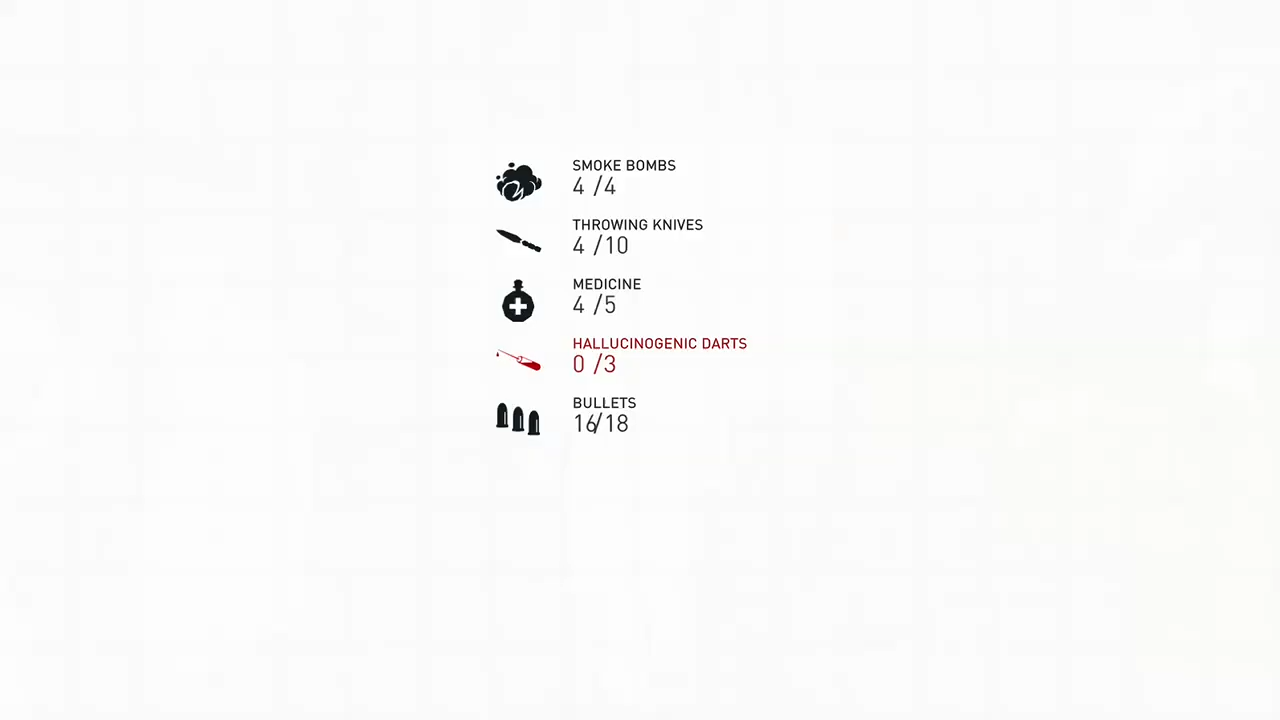 SMOKE BOMBS
4 /4
THROWING KNIVES
4 /10
MEDICINE
4 /5
HALLUCINOGENIC DARTS
0 /3
BULLETS
16/18